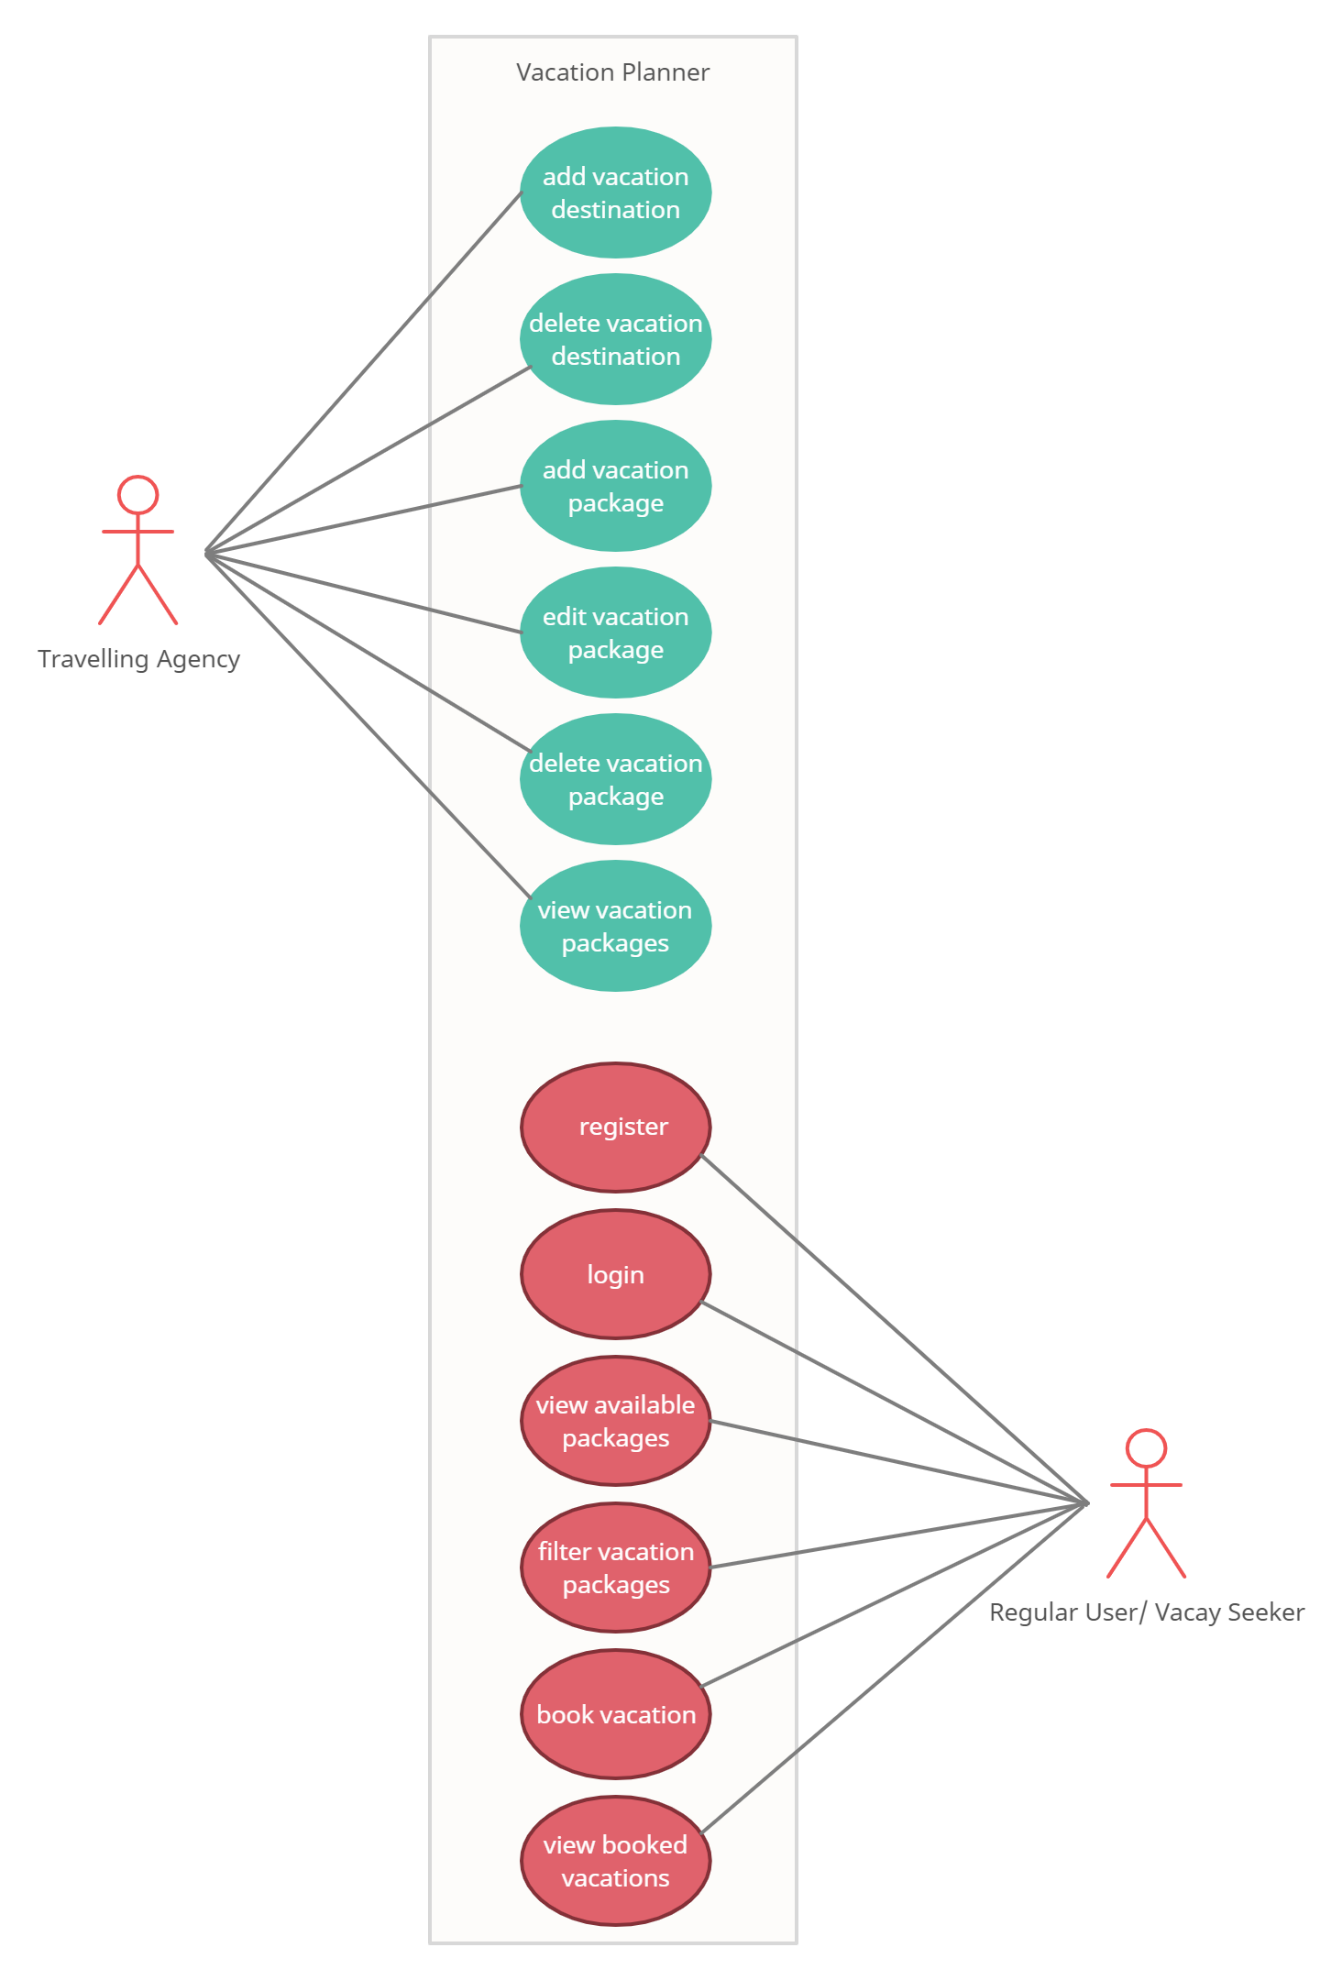 Vacation Planner
add vacation
destination
delete vacation
destination
add vacation
package
edit vacation
package
delete vacation
package
view vacation
packages
Travelling Agency
register
login
view available
packages
filter vacation
packages
book vacation
view booked
vacations
Regular User/ Vacay Seeker